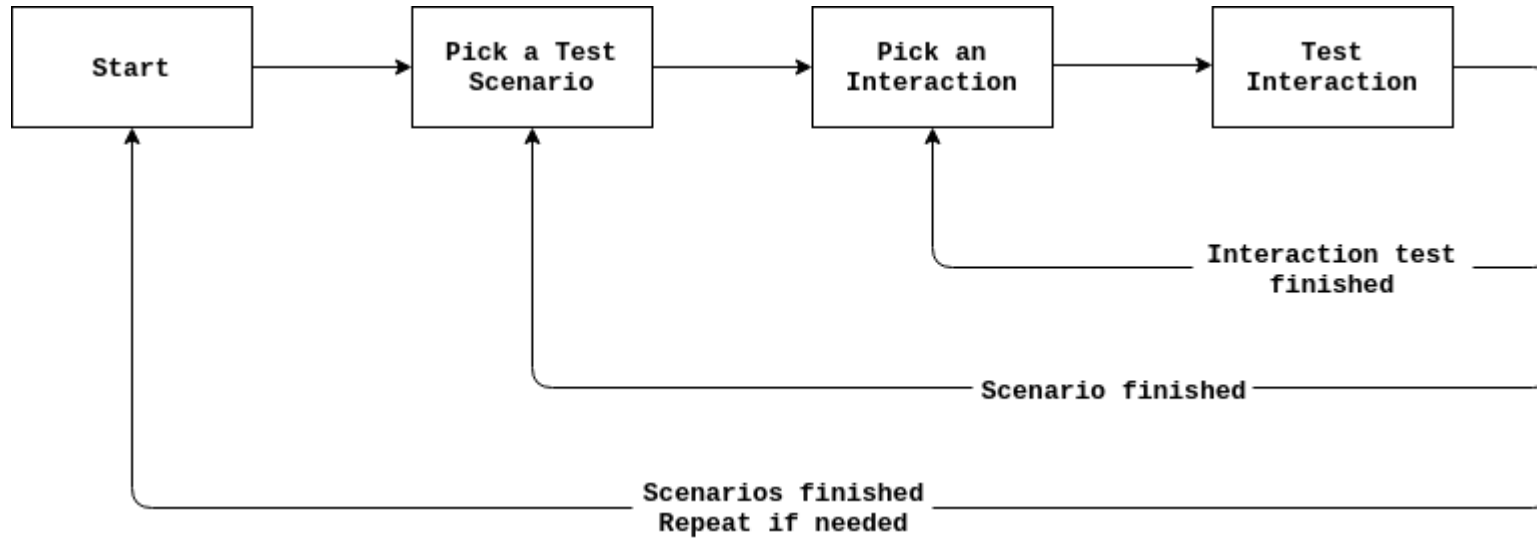 Start
Pick a Test
Scenario
Pick an
Interaction
Test
Interaction
Interaction test
finished
Scenario finished
Scenarios finished
Repeat if needed